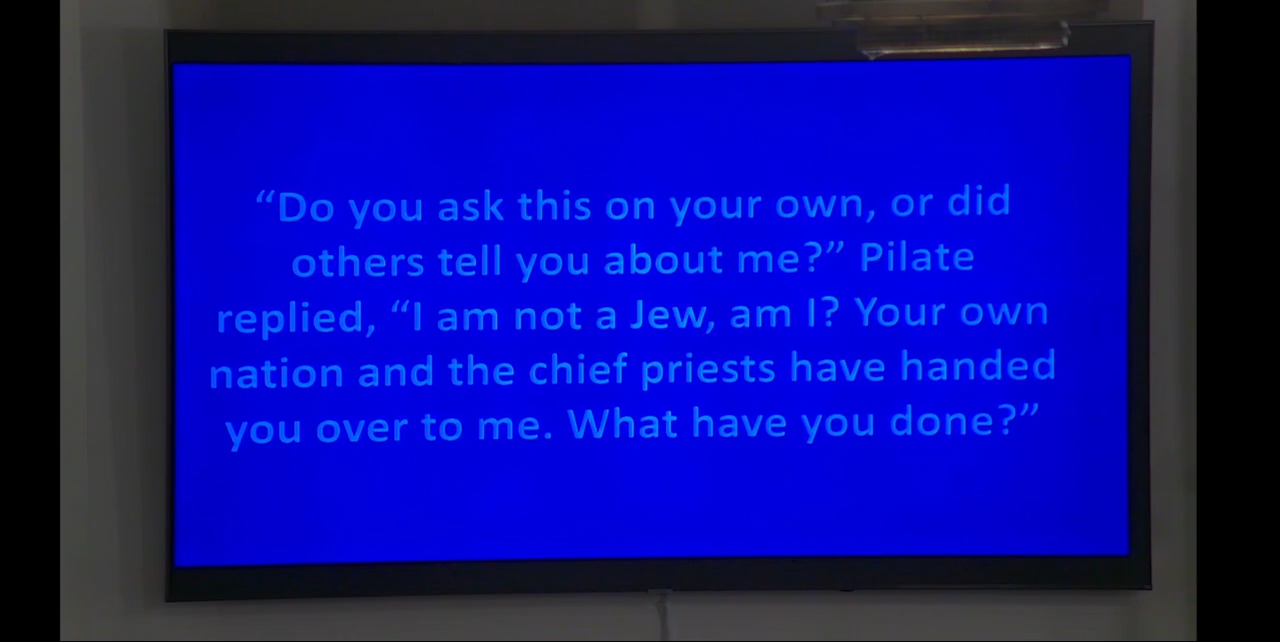 “Do you ask this on your own, or did
others tell you about me?” Pilate
replied, “I am not a Jew, am I? Your own
nation and the chief priests have handed
you over to me. What have you done?”